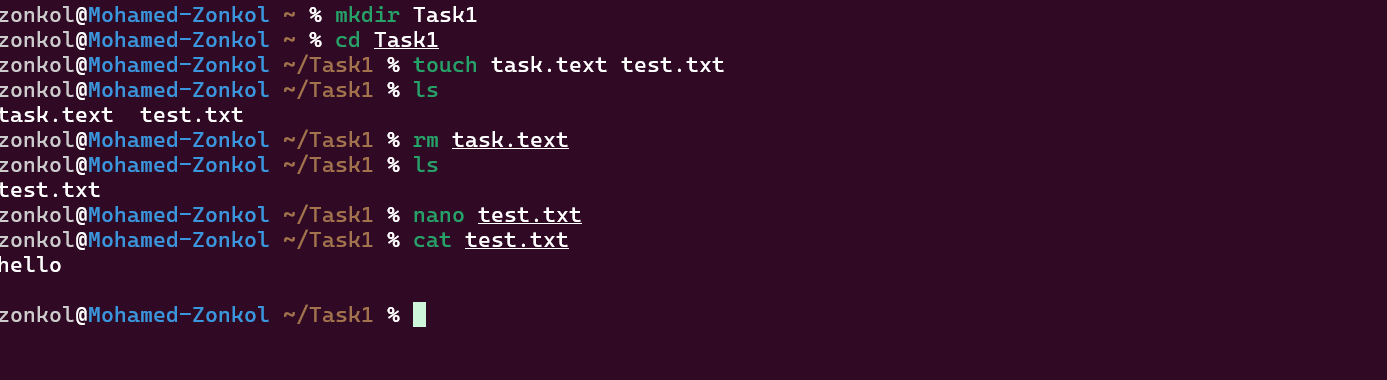 zonkol@Mohamed-Zonkol ~ % mkdir Task1
zonkol@Mohamed-Zonkol ~ % cd Task1
zonkol@Mohamed-Zonkol ~/Task1 % touch task.text test.txt
zonkol@Mohamed-Zonkol ~/Task1 % ls
task.text  test.txt
zonkol@Mohamed-Zonkol ~/Task1 % rm task.text
zonkol@Mohamed-Zonkol ~/Task1 % ls
test.txt
zonkol@Mohamed-Zonkol ~/Task1 % nano test.txt
zonkol@Mohamed-Zonkol ~/Task1 % cat test.txt
hello
zonkol@Mohamed-Zonkol ~/Task1 %